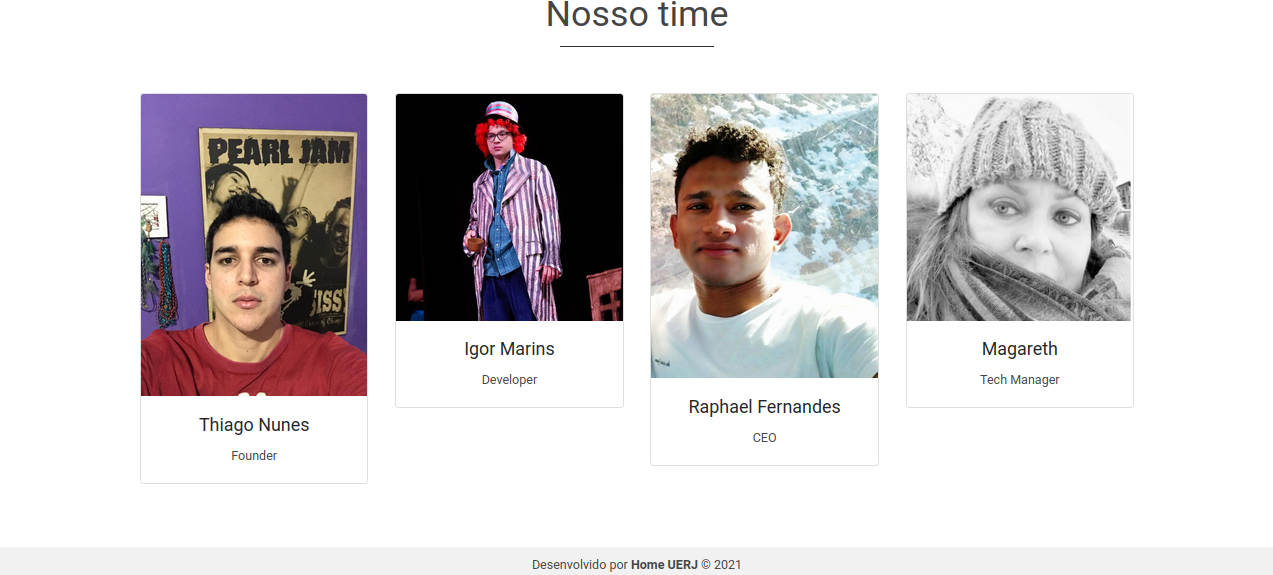 Nosso time
PEARL JAM
Thiago Nunes
Founder
Igor Marins
Developer
Raphael Fernandes
CEO
Magareth
Tech Manager
Desenvolvido por Home UERJ © 2021